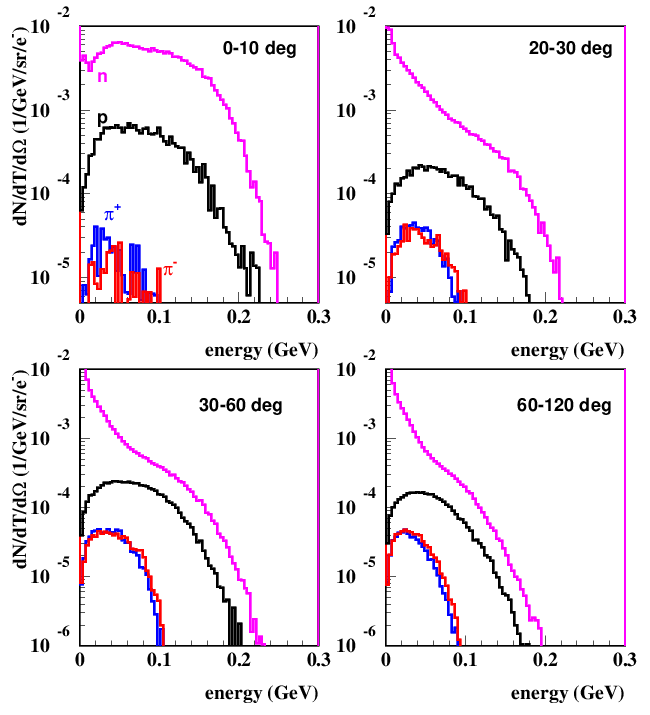 dN/dT/dΩ (1/GeV/sr/e⁻)
10 -2
10 -3
10 -4
10 -5
0-10 deg
n
p
π⁺
π⁻
0 0.1 0.2 0.3
energy (GeV)
10 -2
10 -3
10 -4
10 -5
20-30 deg
0 0.1 0.2 0.3
energy (GeV)
dN/dT/dΩ (1/GeV/sr/e⁻)
10 -2
10 -3
10 -4
10 -5
10 -6
30-60 deg
0 0.1 0.2 0.3
energy (GeV)
10 -2
10 -3
10 -4
10 -5
10 -6
60-120 deg
0 0.1 0.2 0.3
energy (GeV)